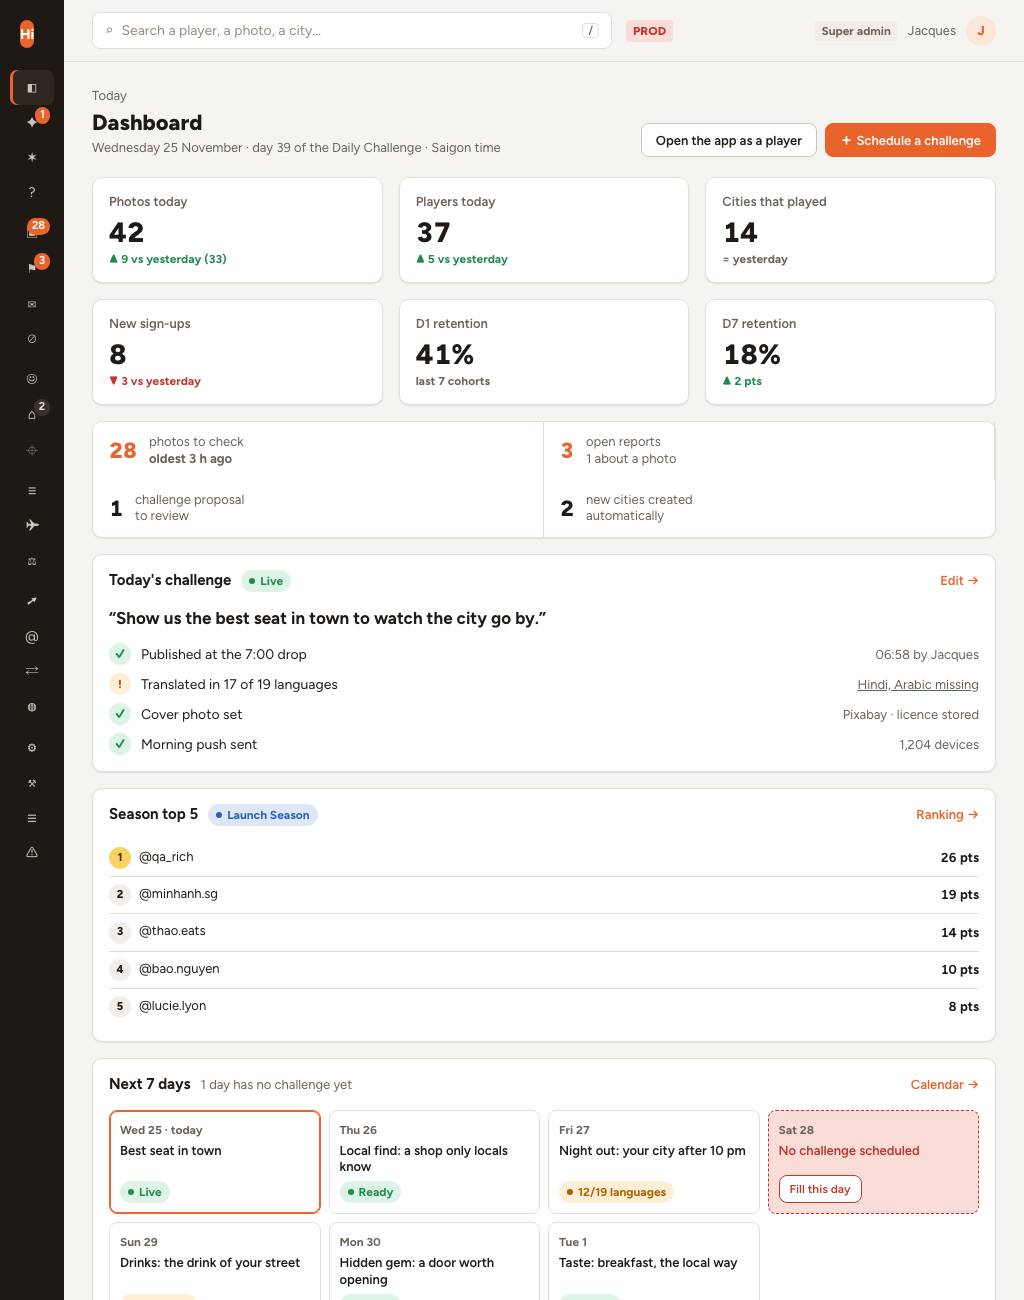 Hi
Search a player, a photo, a city...
/
PROD
Super admin
Jacques
J
1
?
28
3
2
@
Today
Dashboard
Wednesday 25 November · day 39 of the Daily Challenge · Saigon time
Open the app as a player
+ Schedule a challenge
Photos today
42
▲ 9 vs yesterday (33)
Players today
37
▲ 5 vs yesterday
Cities that played
14
= yesterday
New sign-ups
8
▼ 3 vs yesterday
D1 retention
41%
last 7 cohorts
D7 retention
18%
▲ 2 pts
28
photos to check
oldest 3 h ago
3
open reports
1 about a photo
1
challenge proposal
to review
2
new cities created
automatically
Today's challenge
Live
Edit →
“Show us the best seat in town to watch the city go by.”
Published at the 7:00 drop
06:58 by Jacques
! Translated in 17 of 19 languages
Hindi, Arabic missing
Cover photo set
Pixabay · licence stored
Morning push sent
1,204 devices
Season top 5
Launch Season
Ranking →
1 @qa_rich 26 pts
2 @minhanh.sg 19 pts
3 @thao.eats 14 pts
4 @bao.nguyen 10 pts
5 @lucie.lyon 8 pts
Next 7 days
1 day has no challenge yet
Calendar →
Wed 25 · today
Best seat in town
Live
Thu 26
Local find: a shop only locals
know
Ready
Fri 27
Night out: your city after 10 pm
12/19 languages
Sat 28
No challenge scheduled
Fill this day
Sun 29
Drinks: the drink of your street
Mon 30
Hidden gem: a door worth
opening
Tue 1
Taste: breakfast, the local way